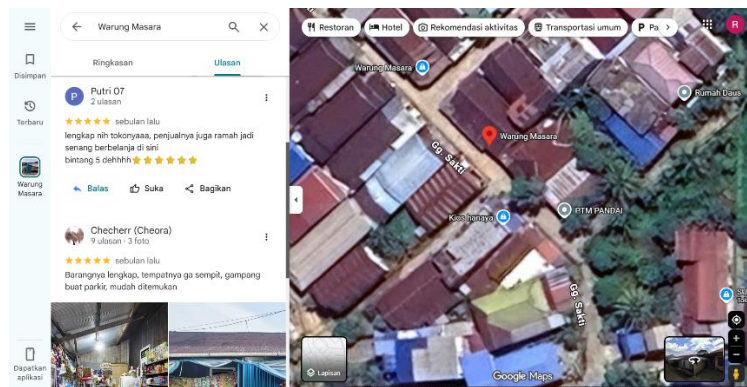 Warung Masara
Restoran
Hotel
Rekomendasi aktivitas
Transportasi umum
P Pa
R
Disimpan
Terbaru
Warung
Masara
Dapatkan
aplikasi
Ringkasan
Ulasan
P
Putri 07
2 ulasan
sebulan lalu
lengkap nih tokonyaaa, penjualnya juga ramah jadi
senang berbelanja di sini
bintang 5 dehhhh
Balas
Suka
Bagikan
Checherr (Cheora)
9 ulasan · 3 foto
sebulan lalu
Barangnya lengkap, tempatnya ga sempit, gampang
buat parkir, mudah ditemukan
Warung Masara
Rumah Daus
Warung Masara
Gg. Sakti
Kios hanaya
PTM PANDAI
Gg. Sakti
Lapisan
Google Maps